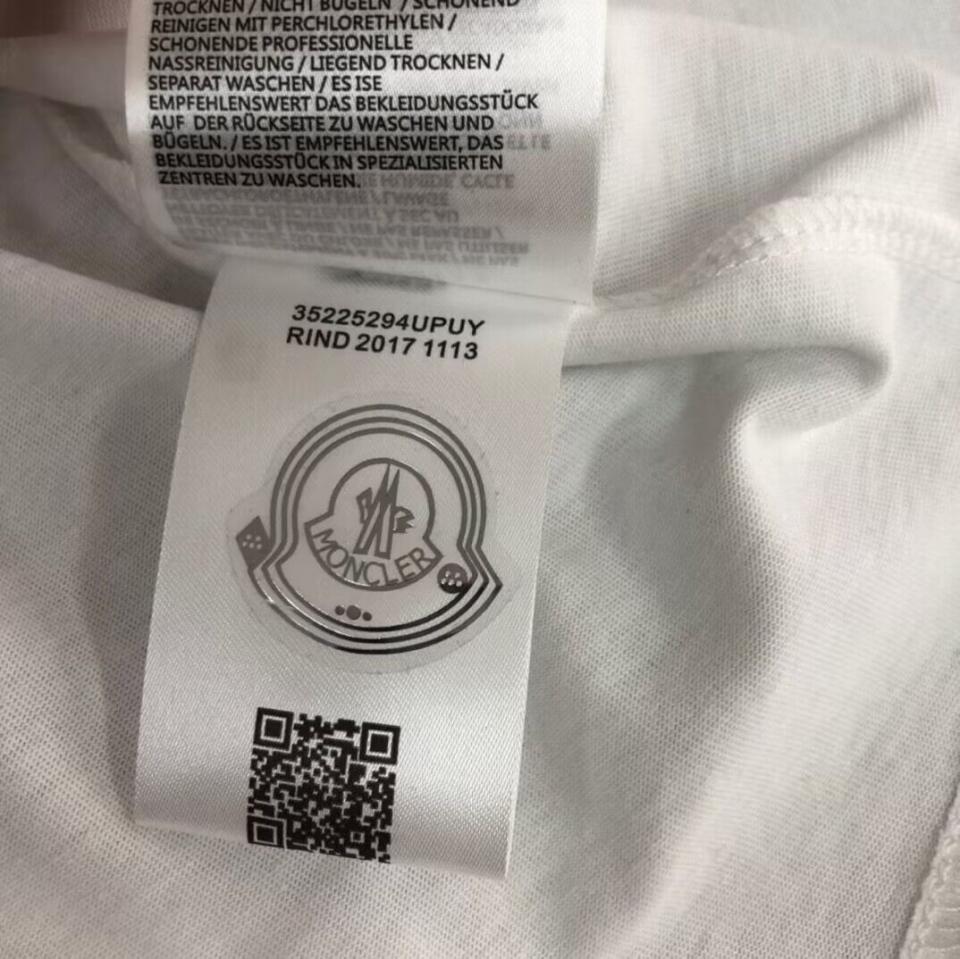 TROCKNEN / NICHT BÜGELN / SCHONEND
REINIGEN MIT PERCHLORETHYLEN /
SCHONENDE PROFESSIONELLE
NASSREINIGUNG / LIEGEND TROCKNEN /
SEPARAT WASCHEN / ES ISE
EMPFEHLENSWERT DAS BEKLEIDUNGSSTÜCK
AUF DER RÜCKSEITE ZU WASCHEN UND
BÜGELN. / ES IST EMPFEHLENSWERT, DAS
BEKLEIDUNGSSTÜCK IN SPEZIALISIERTEN
ZENTREN ZU WASCHEN.
35225294UPUY
RIND 2017 1113
MONCLER